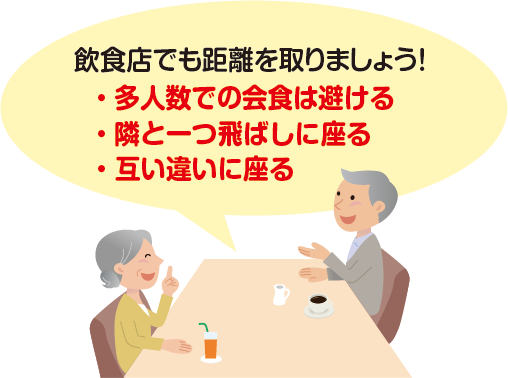 飲食店でも距離を取りましょう!
・多人数での会食は避ける
・隣と一つ飛ばしに座る
・互い違いに座る